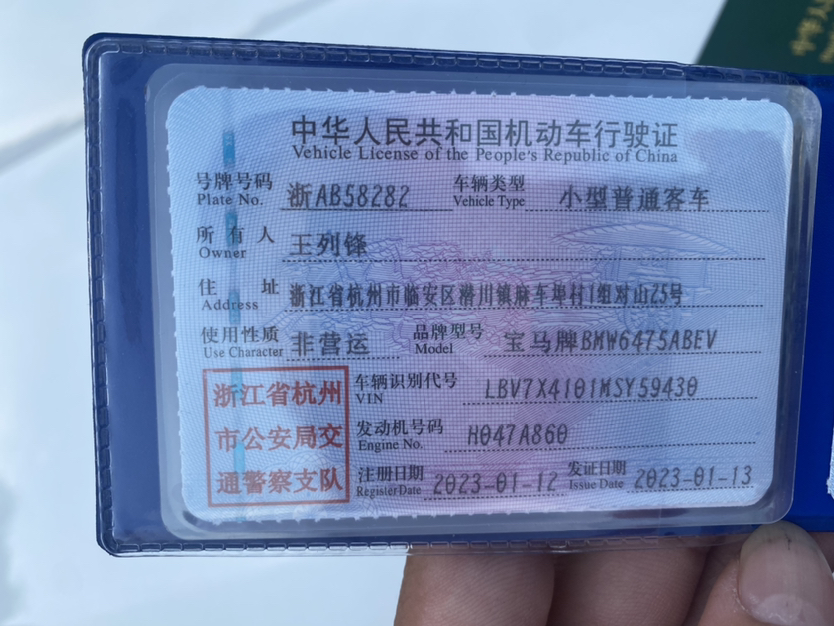 中华人民共和国机动车行驶证
Vehicle License of the People's Republic of China
号牌号码 浙AB58282 车辆类型 小型普通客车
Plate No. Vehicle Type
所有人 王列锋
Owner
住址 浙江省杭州市临安区潜川镇麻车埠村1组对山25号
Address
使用性质 非营运 品牌型号 宝马牌BMW6475ABEV
Use Character Model
浙江省杭州
市公安局交
通警察支队
车辆识别代号 LBV7X4101MSY59430
VIN
发动机号码 H047A860
Engine No.
注册日期 2023-01-12 发证日期 2023-01-13
Register Date Issue Date